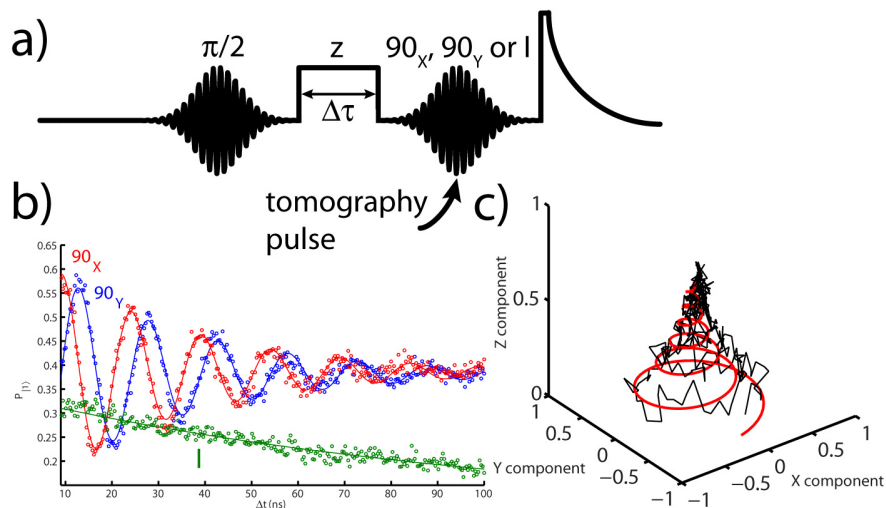 a)
π/2
z
90X, 90Y or I
Δτ
tomography
pulse
b)
90X
90Y
I
P|1⟩
0.65
0.6
0.55
0.5
0.45
0.4
0.35
0.3
0.25
0.2
10 20 30 40 50 60 70 80 90 100
Δt (ns)
c)
Z component
1
0.5
0
Y component
1
0.5
0
−0.5
−1
X component
−1
−0.5
0
0.5
1